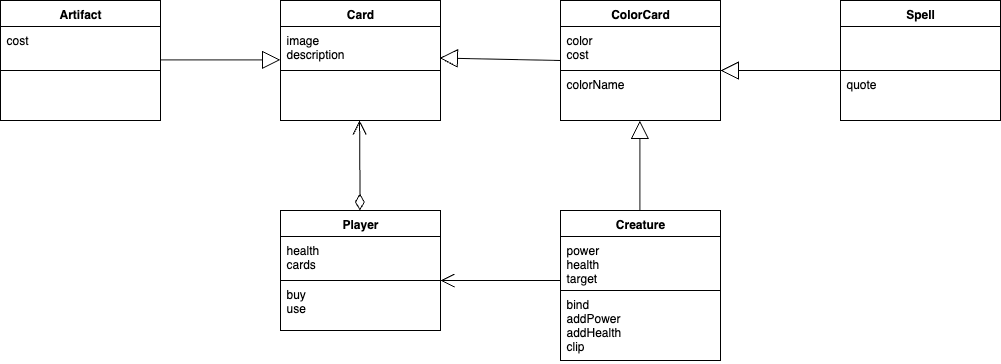 Artifact
cost
Card
image
description
ColorCard
color
cost
colorName
Spell
quote
Player
health
cards
buy
use
Creature
power
health
target
bind
addPower
addHealth
clip